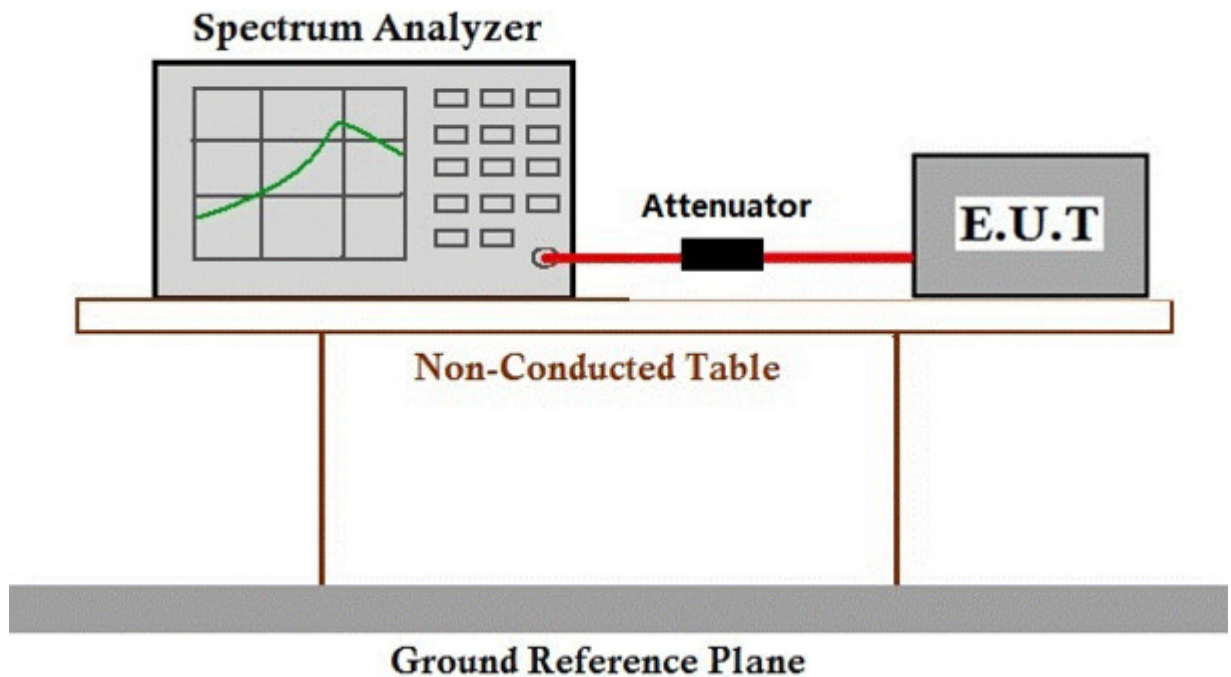 Spectrum Analyzer
Attenuator
E.U.T
Non-Conducted Table
Ground Reference Plane